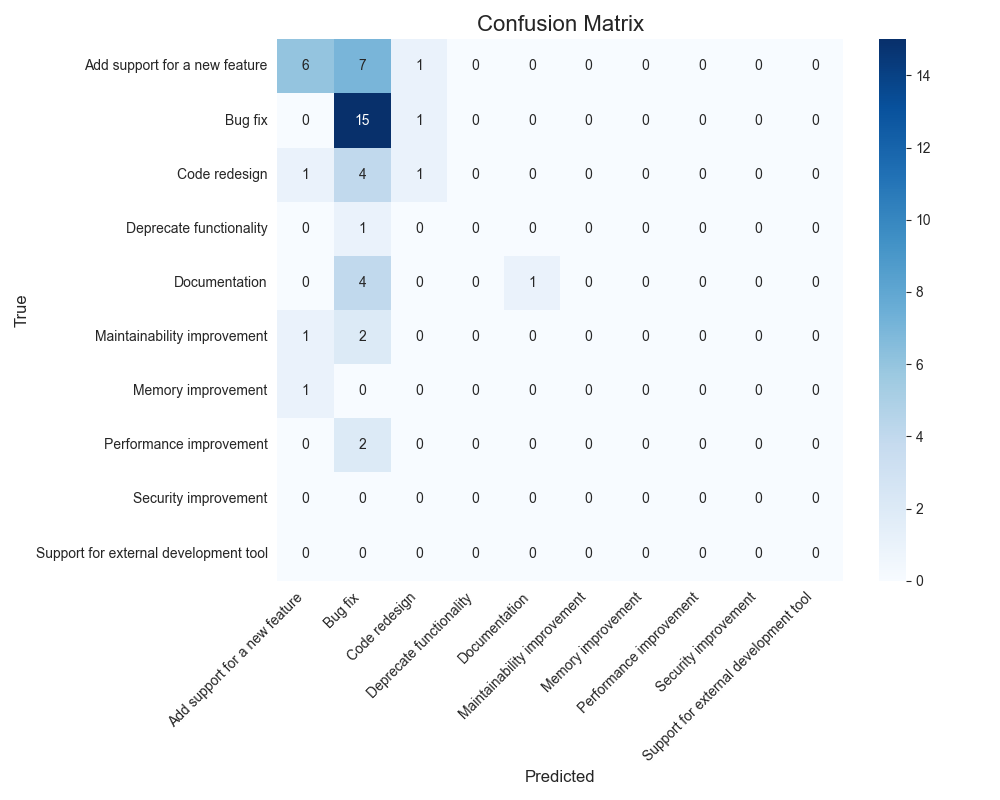 Confusion Matrix
Add support for a new feature 6 7 1 0 0 0 0 0 0 0
Bug fix 0 15 1 0 0 0 0 0 0 0
Code redesign 1 4 1 0 0 0 0 0 0 0
Deprecate functionality 0 1 0 0 0 0 0 0 0 0
Documentation 0 4 0 0 1 0 0 0 0 0
Maintainability improvement 1 2 0 0 0 0 0 0 0 0
Memory improvement 1 0 0 0 0 0 0 0 0 0
Performance improvement 0 2 0 0 0 0 0 0 0 0
Security improvement 0 0 0 0 0 0 0 0 0 0
Support for external development tool 0 0 0 0 0 0 0 0 0 0
True
Add support for a new feature
Bug fix
Code redesign
Deprecate functionality
Documentation
Maintainability improvement
Memory improvement
Performance improvement
Security improvement
Support for external development tool
Predicted
14
12
10
8
6
4
2
0